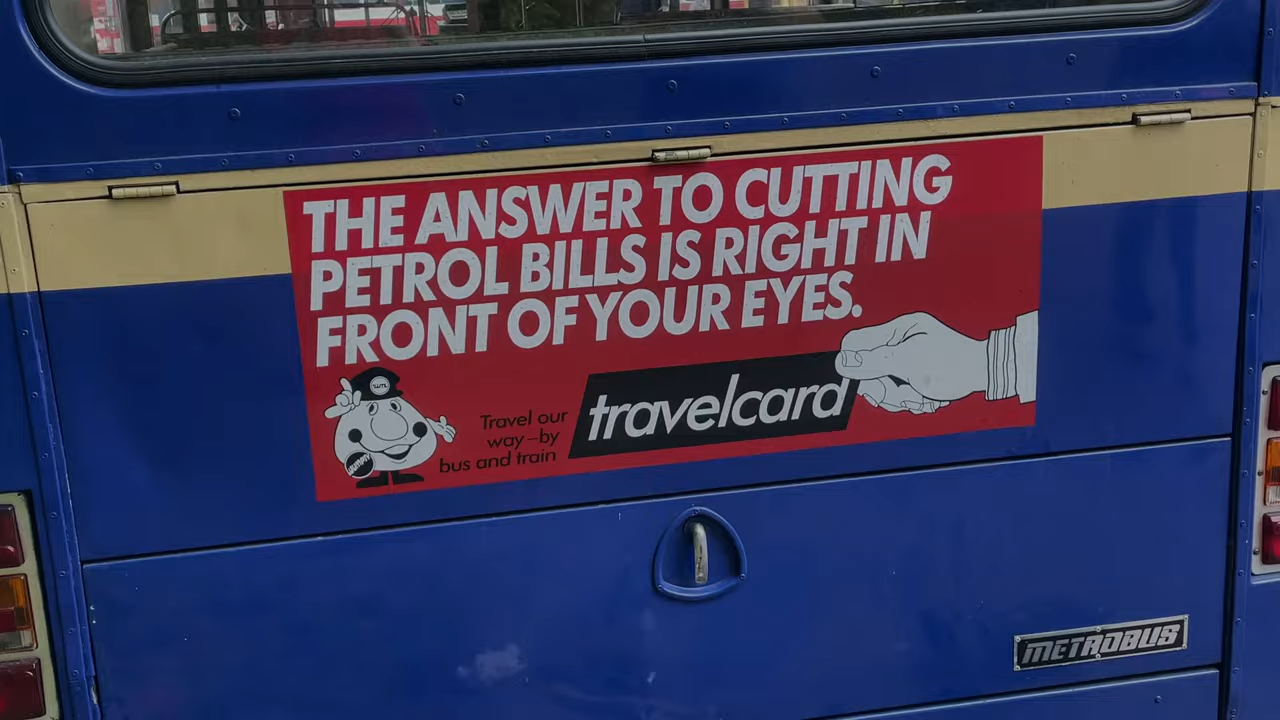 THE ANSWER TO CUTTING
PETROL BILLS IS RIGHT IN
FRONT OF YOUR EYES.
Travel our
way – by
bus and train
travelcard
METROBUS